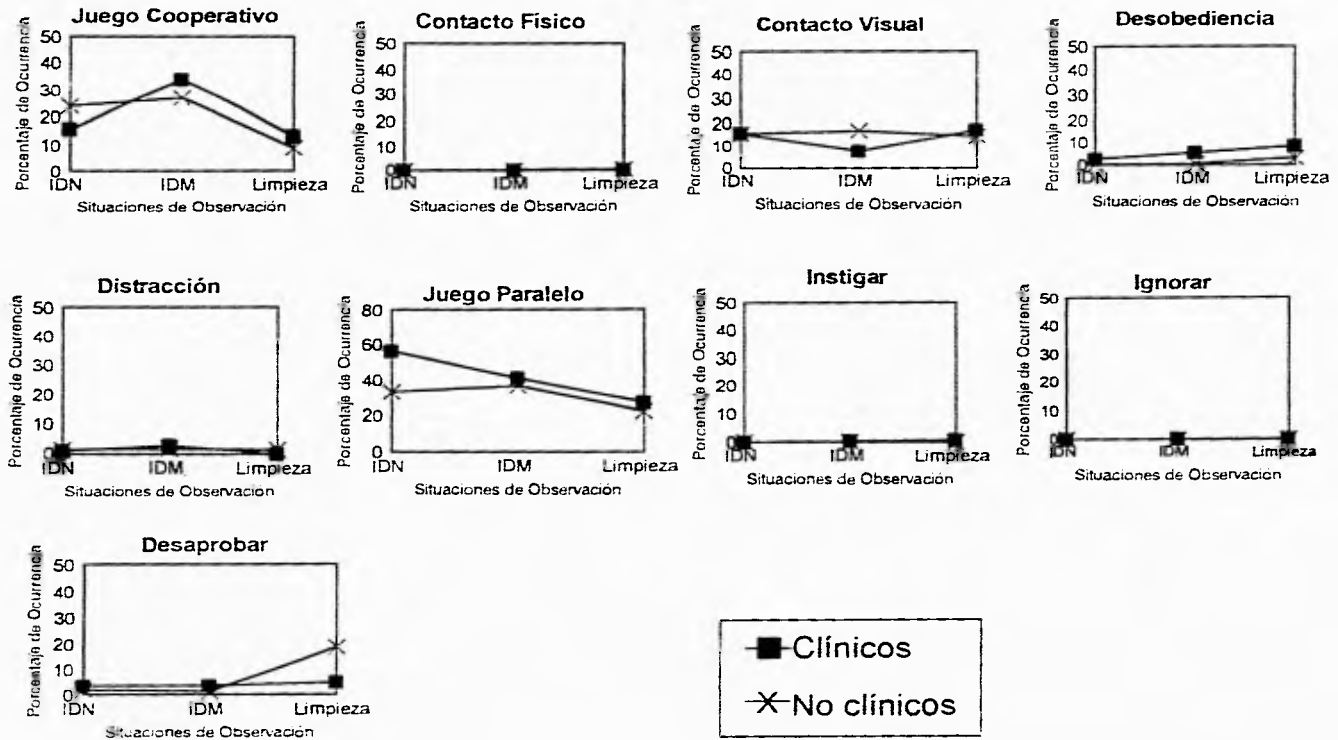 Juego Cooperativo
Porcentaje de Ocurrencia
50
40
30
20
10
0
IDN
IDM
Limpieza
Situaciones de Observación
Contacto Físico
Porcentaje de Ocurrencia
50
40
30
20
10
0
IDN
IDM
Limpieza
Situaciones de Observación
Contacto Visual
Porcentaje de Ocurrencia
50
40
30
20
10
0
IDN
IDM
Limpieza
Situaciones de Observación
Desobediencia
Porcentaje de Ocurrencia
50
40
30
20
10
0
IDN
IDM
Limpieza
Situaciones de Observación
Distracción
Porcentaje de Ocurrencia
50
40
30
20
10
0
IDN
IDM
Limpieza
Situaciones de Observación
Juego Paralelo
Porcentaje de Ocurrencia
80
60
40
20
0
IDN
IDM
Limpieza
Situaciones de Observación
Instigar
Porcentaje de Ocurrencia
50
40
30
20
10
0
IDN
IDM
Limpieza
Situaciones de Observación
Ignorar
Porcentaje de Ocurrencia
50
40
30
20
10
0
IDN
IDM
Limpieza
Situaciones de Observación
Desaprobar
Porcentaje de Ocurrencia
50
40
30
20
10
0
IDN
IDM
Limpieza
Situaciones de Observación
Clínicos
No clínicos